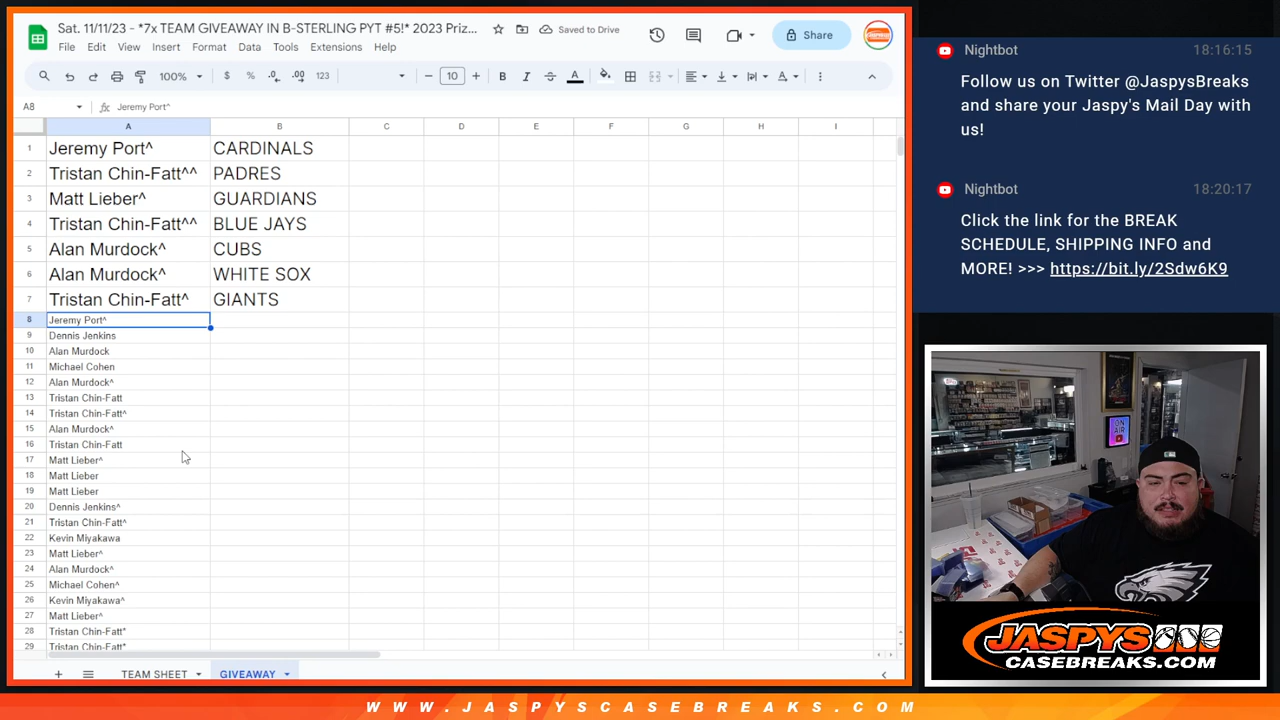 Sat. 11/11/23 - *7x TEAM GIVEAWAY IN B-STERLING PYT #5!* 2023 Priz...
Saved to Drive
Share
File Edit View Insert Format Data Tools Extensions Help
100% $ % .0 .00 123 10 B I S A
A8 fx Jeremy Port^
A B C D E F G H I
1 Jeremy Port^ CARDINALS
2 Tristan Chin-Fatt^^ PADRES
3 Matt Lieber^ GUARDIANS
4 Tristan Chin-Fatt^^ BLUE JAYS
5 Alan Murdock^ CUBS
6 Alan Murdock^ WHITE SOX
7 Tristan Chin-Fatt^ GIANTS
8 Jeremy Port^
9 Dennis Jenkins
10 Alan Murdock
11 Michael Cohen
12 Alan Murdock^
13 Tristan Chin-Fatt
14 Tristan Chin-Fatt^
15 Alan Murdock^
16 Tristan Chin-Fatt
17 Matt Lieber^
18 Matt Lieber
19 Matt Lieber
20 Dennis Jenkins^
21 Tristan Chin-Fatt^
22 Kevin Miyakawa
23 Matt Lieber^
24 Alan Murdock^
25 Michael Cohen^
26 Kevin Miyakawa^
27 Matt Lieber^
28 Tristan Chin-Fatt*
29 Tristan Chin-Fatt^
TEAM SHEET GIVEAWAY
Nightbot 18:16:15
Follow us on Twitter @JaspysBreaks
and share your Jaspy's Mail Day with
us!
Nightbot 18:20:17
Click the link for the BREAK
SCHEDULE, SHIPPING INFO and
MORE! >>> https://bit.ly/2Sdw6K9
ON
AIR
JASPYS
CASEBREAKS.COM
WWW.JASPYSCASEBREAKS.COM